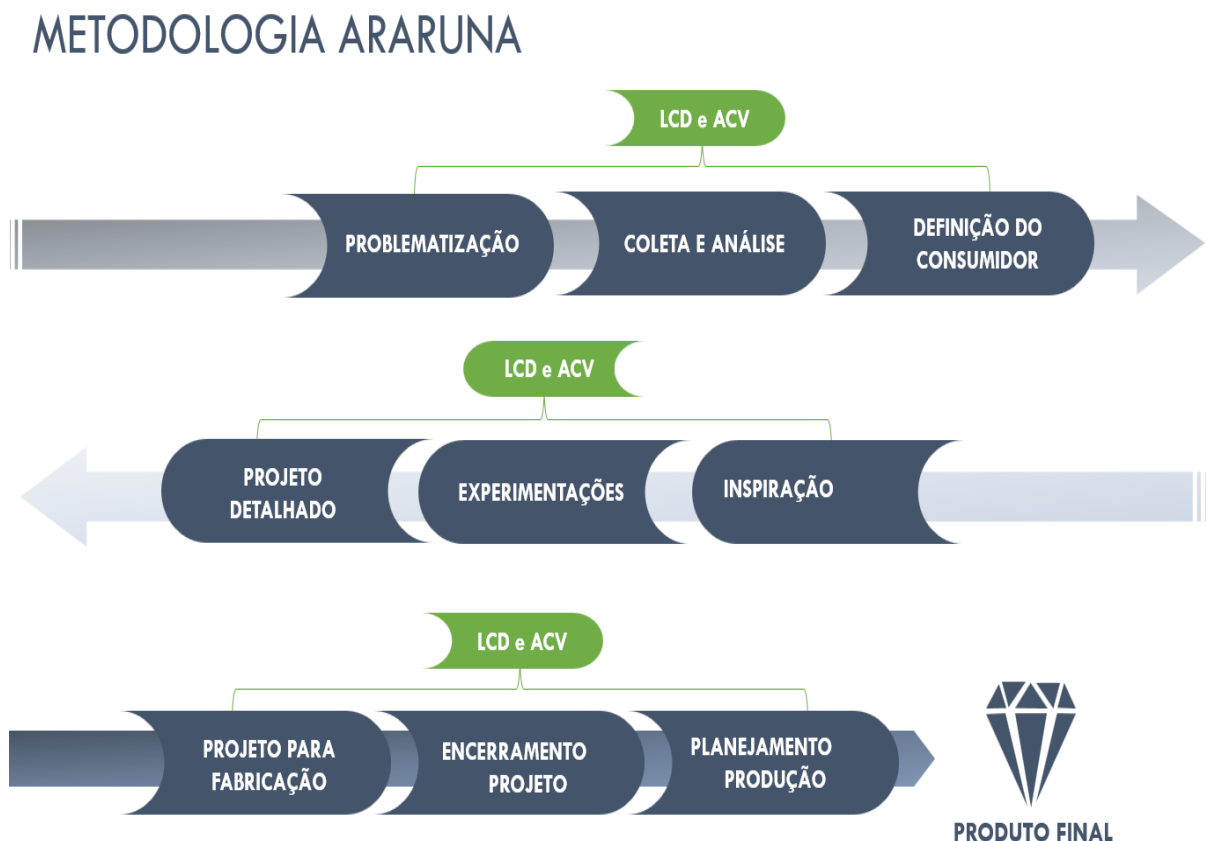 METODOLOGIA ARARUNA
LCD e ACV
PROBLEMATIZAÇÃO
COLETA E ANÁLISE
DEFINIÇÃO DO
CONSUMIDOR
LCD e ACV
PROJETO
DETALHADO
EXPERIMENTAÇÕES
INSPIRAÇÃO
LCD e ACV
PROJETO PARA
FABRICAÇÃO
ENCERRAMENTO
PROJETO
PLANEJAMENTO
PRODUÇÃO
PRODUTO FINAL